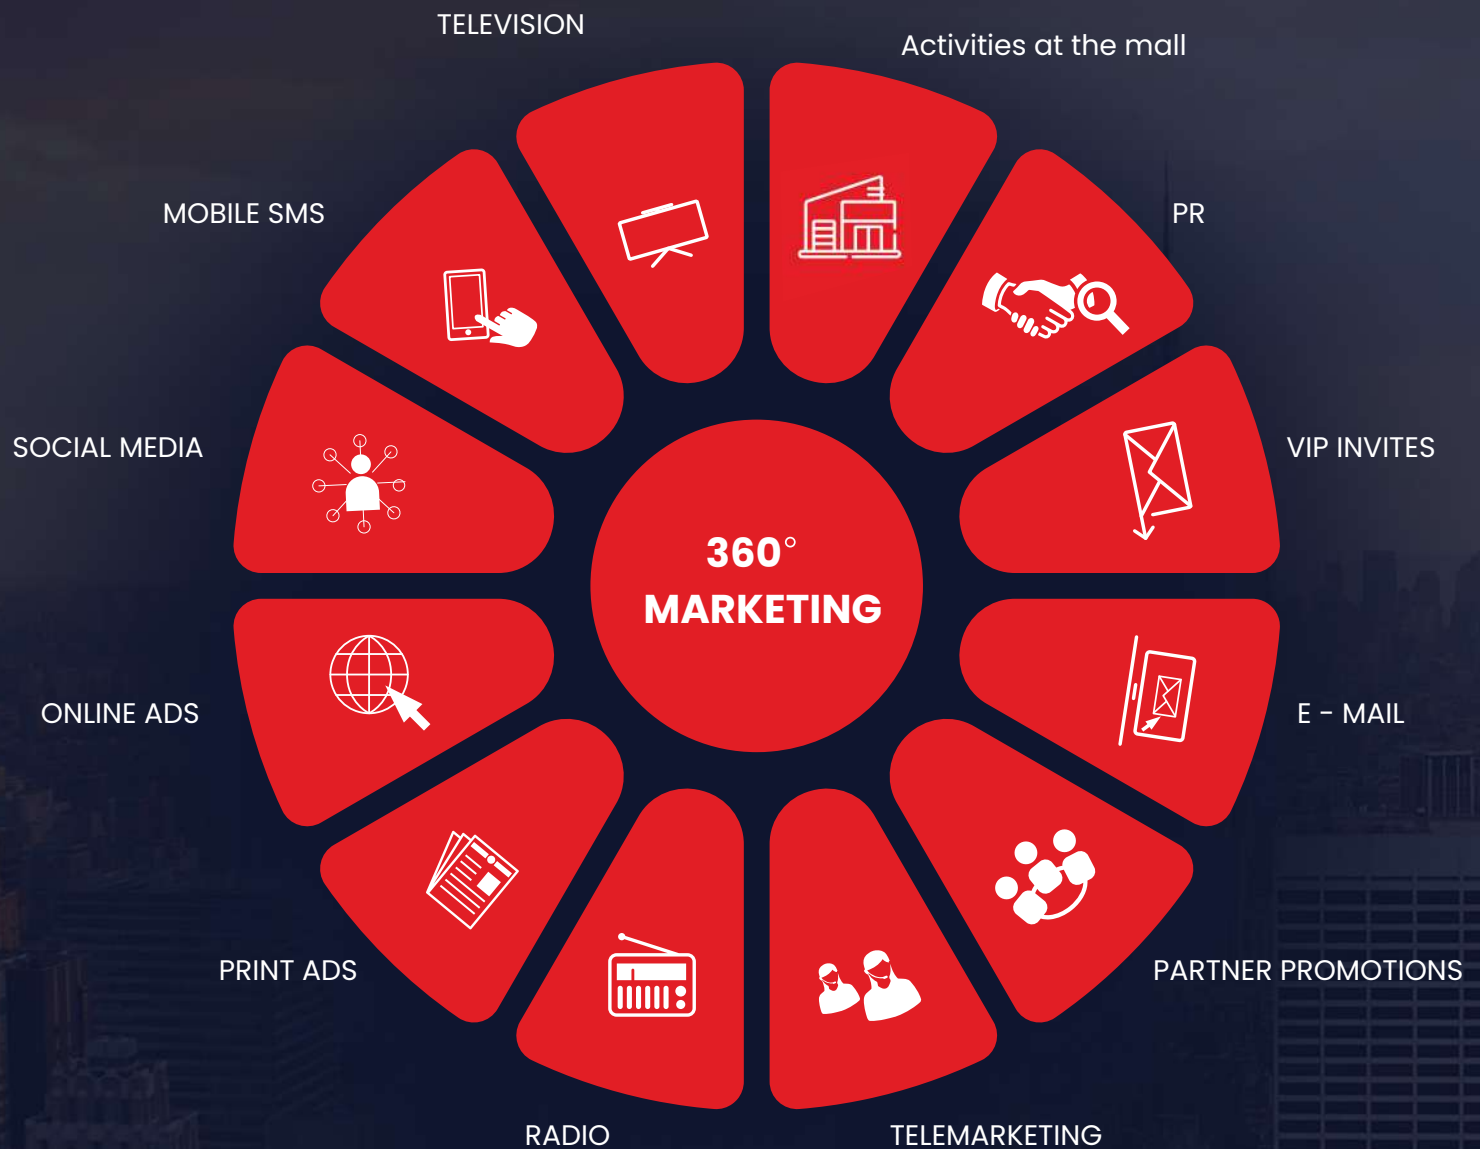 TELEVISION
Activities at the mall
MOBILE SMS
PR
SOCIAL MEDIA
VIP INVITES
360°
MARKETING
ONLINE ADS
E - MAIL
PRINT ADS
PARTNER PROMOTIONS
RADIO
TELEMARKETING